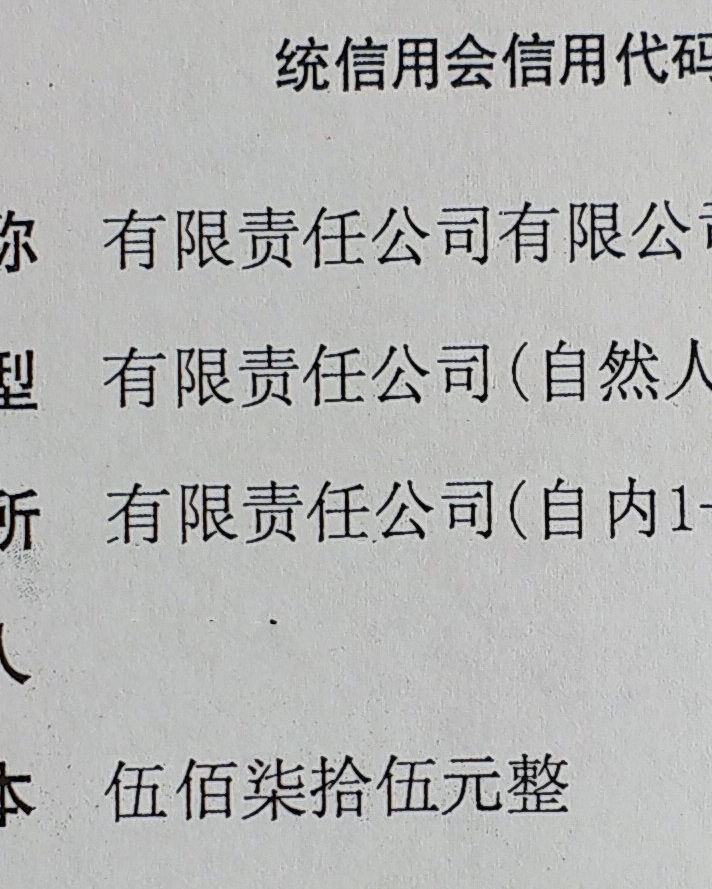 统信用会信用代码
称 有限责任公司有限公司
型 有限责任公司(自然人
所 有限责任公司(自内1-
人
本 伍佰柒拾伍元整